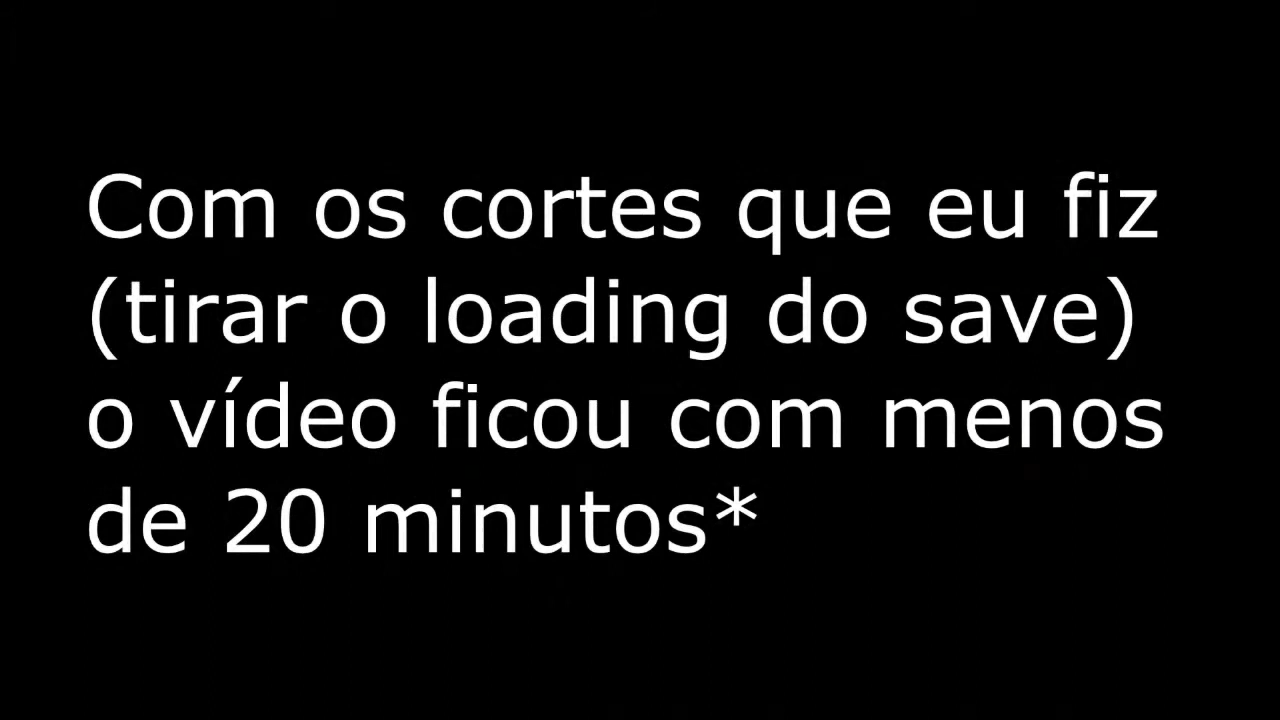 Com os cortes que eu fiz
(tirar o loading do save)
o vídeo ficou com menos
de 20 minutos*